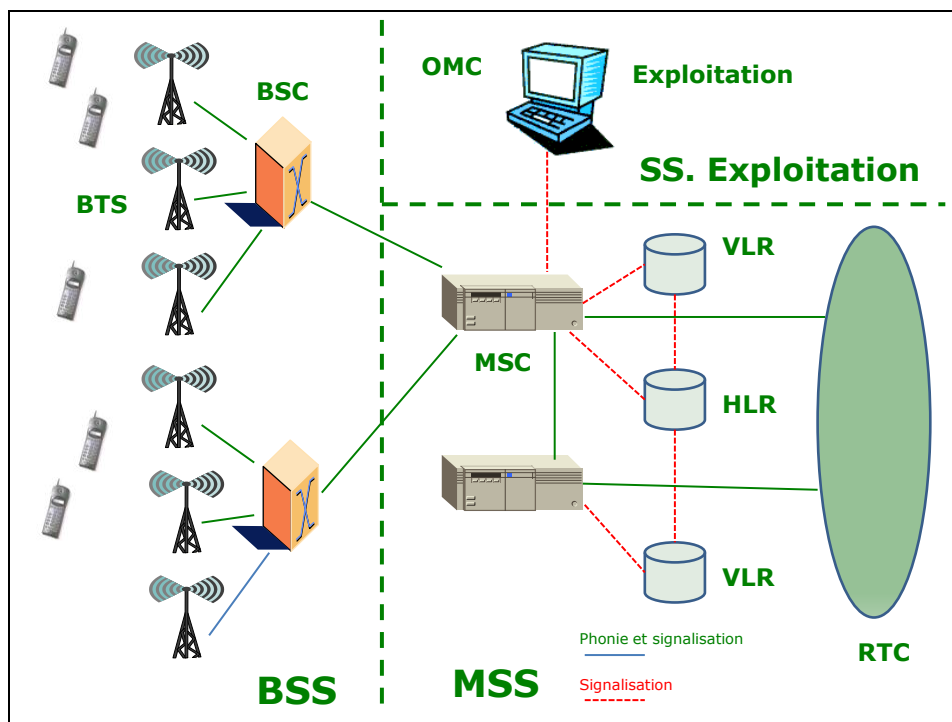 OMC
Exploitation
BSC
SS. Exploitation
BTS
VLR
MSC
HLR
VLR
Phonie et signalisation
RTC
BSS
MSS
Signalisation